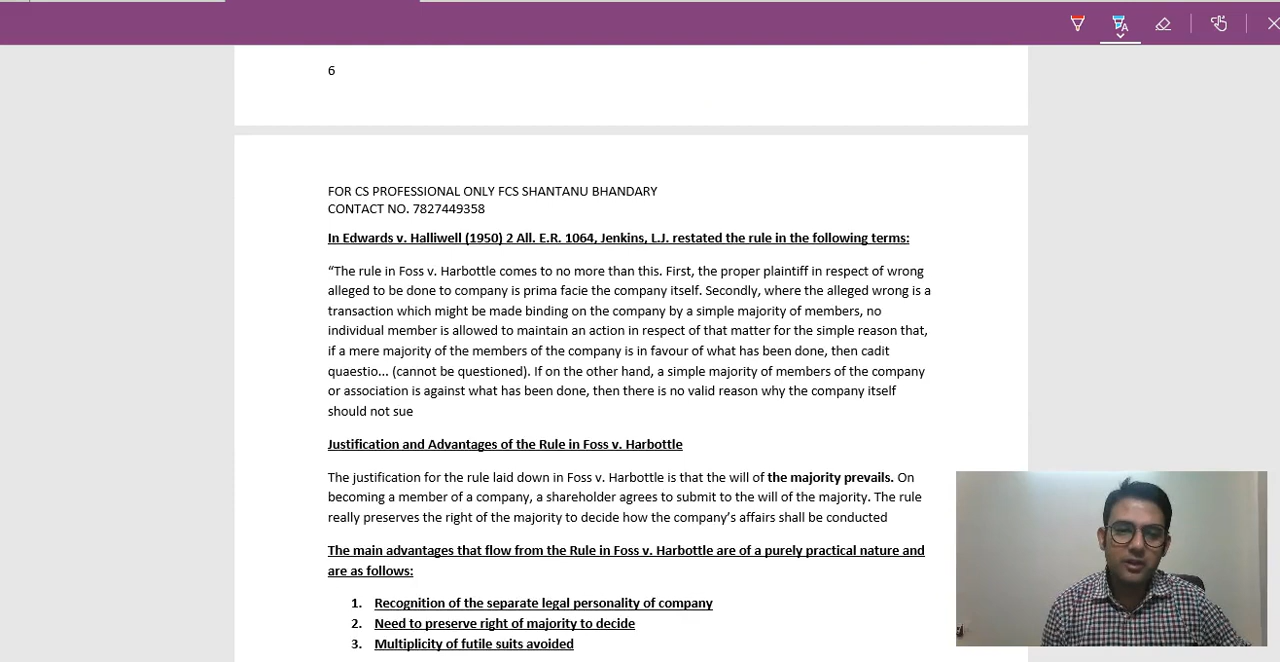 6
FOR CS PROFESSIONAL ONLY FCS SHANTANU BHANDARY
CONTACT NO. 7827449358
In Edwards v. Halliwell (1950) 2 All. E.R. 1064, Jenkins, L.J. restated the rule in the following terms:
“The rule in Foss v. Harbottle comes to no more than this. First, the proper plaintiff in respect of wrong
alleged to be done to company is prima facie the company itself. Secondly, where the alleged wrong is a
transaction which might be made binding on the company by a simple majority of members, no
individual member is allowed to maintain an action in respect of that matter for the simple reason that,
if a mere majority of the members of the company is in favour of what has been done, then cadit
quaestio... (cannot be questioned). If on the other hand, a simple majority of members of the company
or association is against what has been done, then there is no valid reason why the company itself
should not sue
Justification and Advantages of the Rule in Foss v. Harbottle
The justification for the rule laid down in Foss v. Harbottle is that the will of the majority prevails. On
becoming a member of a company, a shareholder agrees to submit to the will of the majority. The rule
really preserves the right of the majority to decide how the company’s affairs shall be conducted
The main advantages that flow from the Rule in Foss v. Harbottle are of a purely practical nature and
are as follows:
1. Recognition of the separate legal personality of company
2. Need to preserve right of majority to decide
3. Multiplicity of futile suits avoided